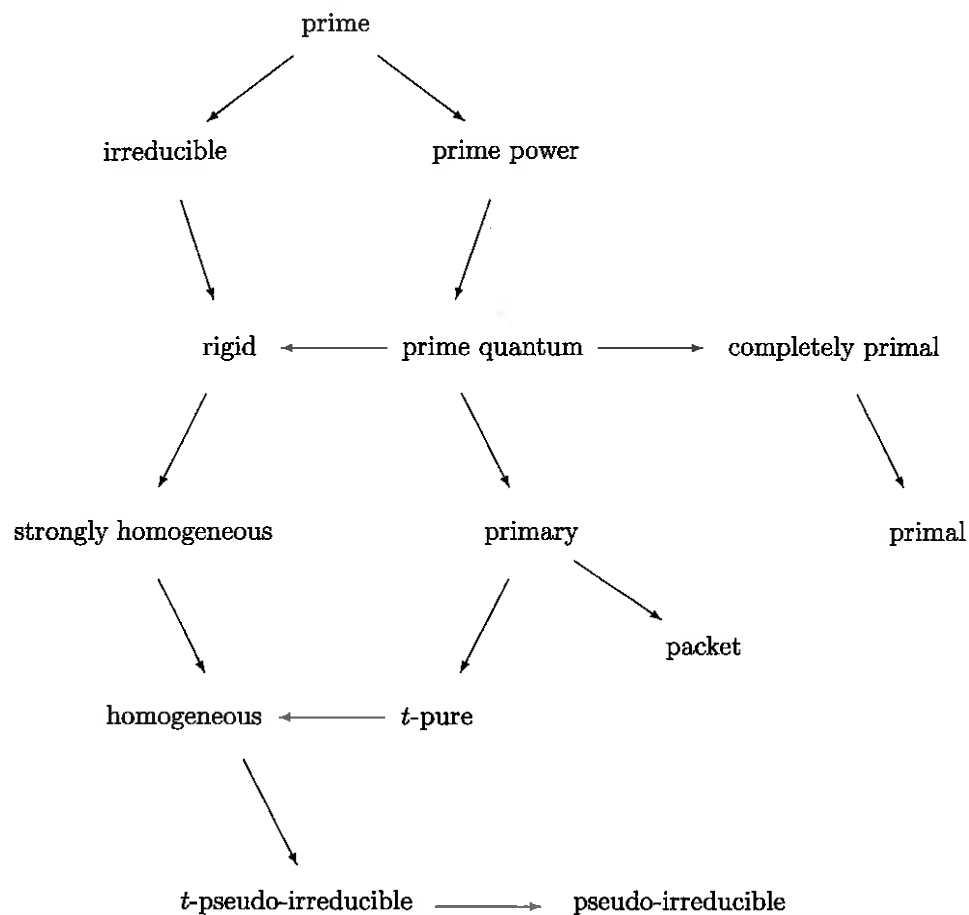 prime
irreducible prime power
rigid prime quantum completely primal
strongly homogeneous primary primal
packet
homogeneous t-pure
t-pseudo-irreducible pseudo-irreducible